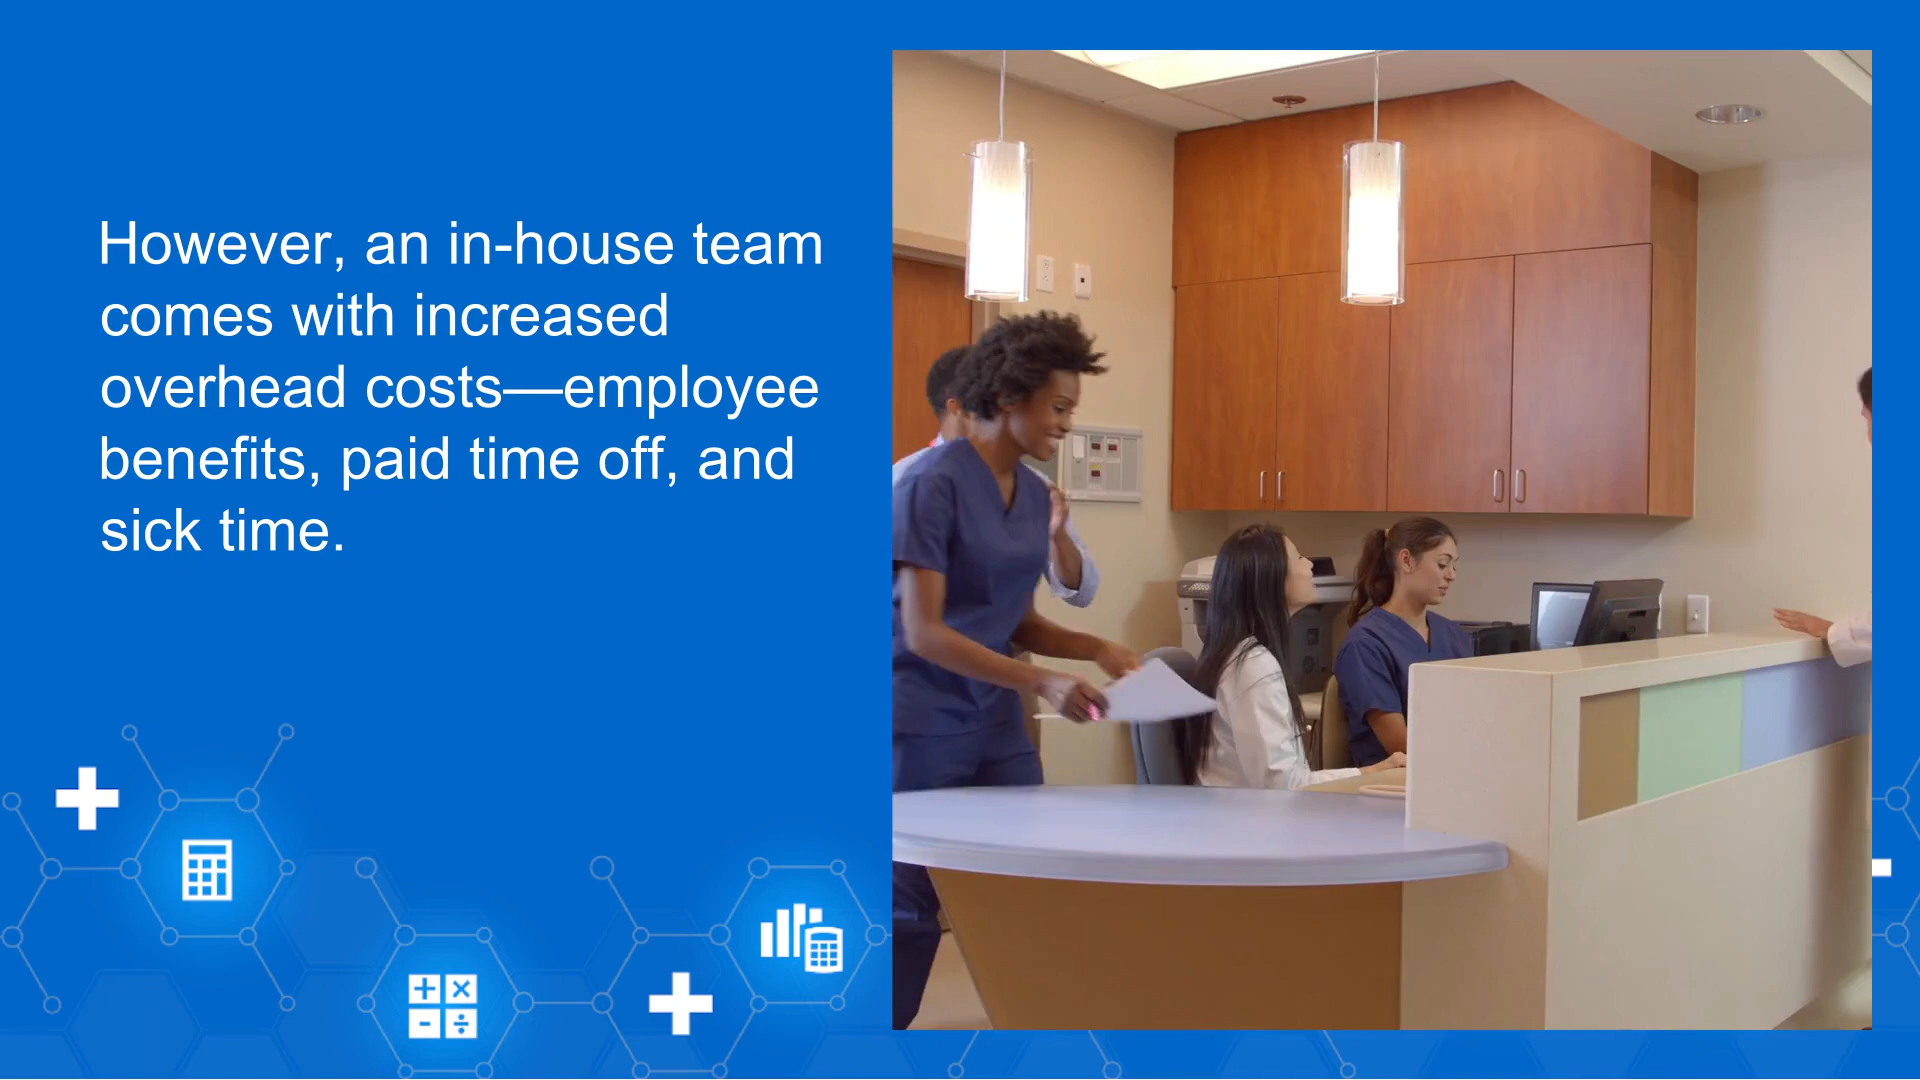 However, an in-house team
comes with increased
overhead costs—employee
benefits, paid time off, and
sick time.